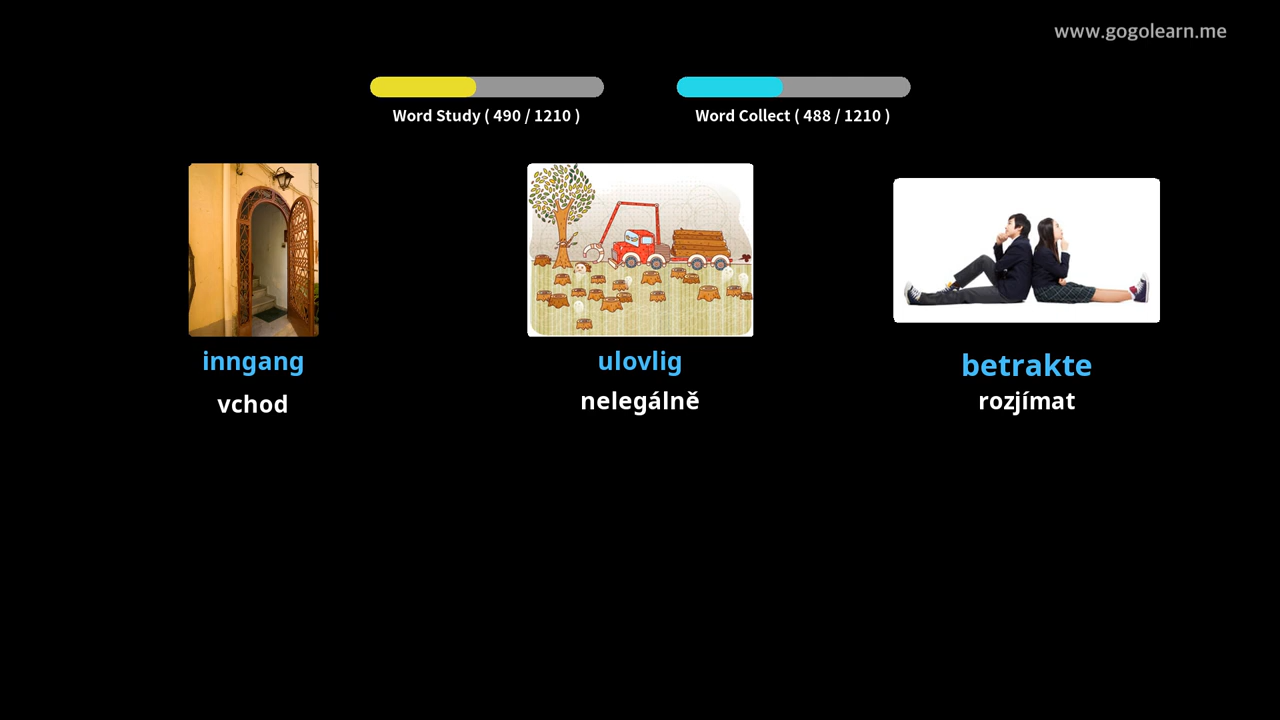 www.gogolearn.me
Word Study ( 490 / 1210 )
Word Collect ( 488 / 1210 )
inngang
vchod
ulovlig
nelegálně
betrakte
rozjímat